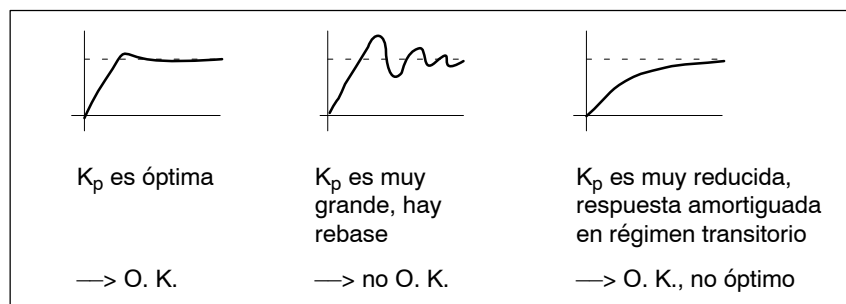 Kp es óptima
——> O. K.
Kp es muy
grande, hay
rebase
——> no O. K.
Kp es muy reducida,
respuesta amortiguada
en régimen transitorio
——> O. K., no óptimo